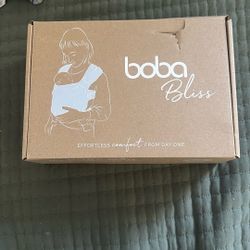 boba
Bliss
EFFORTLESS comfort FROM DAY ONE